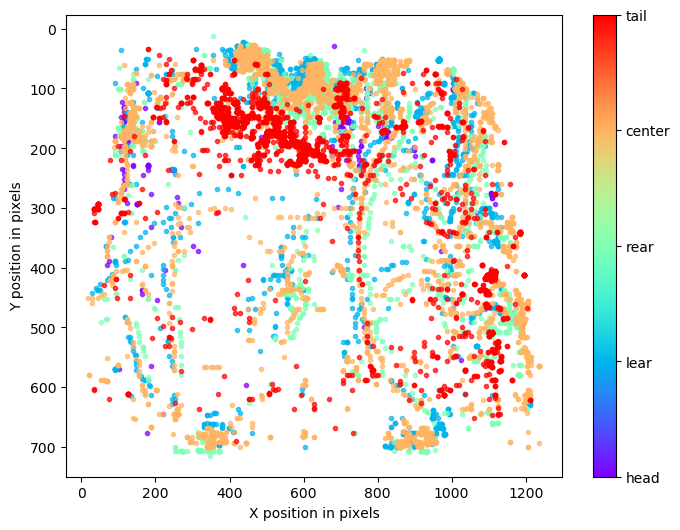 0
100
200
300
400
500
600
700
Y position in pixels
0
200
400
600
800
1000
1200
X position in pixels
tail
center
rear
lear
head